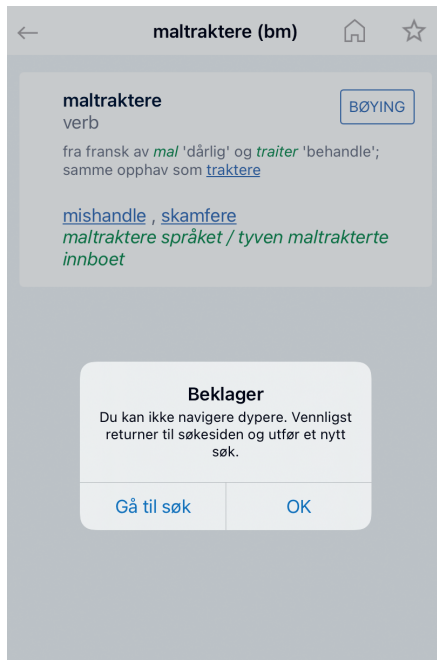 maltraktere (bm)
maltraktere
BØYING
verb
fra fransk av mal 'dårlig' og traiter 'behandle';
samme opphav som traktere
mishandle , skamfere
maltraktere språket / tyven maltrakterte
innboet
Beklager
Du kan ikke navigere dypere. Vennligst
returner til søkesiden og utfør et nytt
søk.
Gå til søk
OK